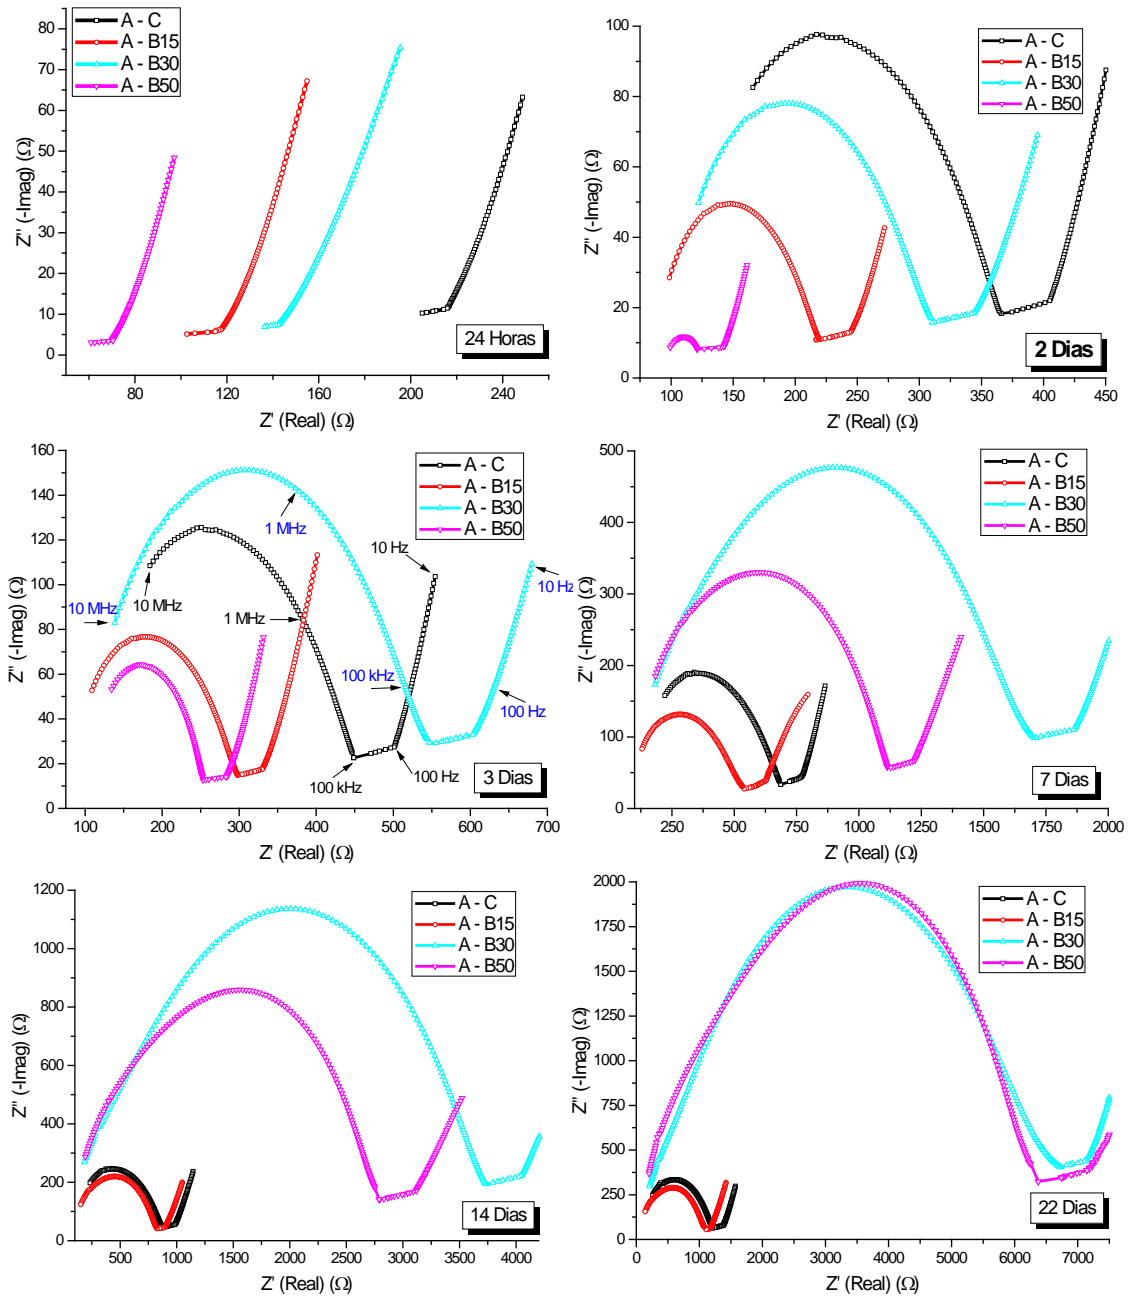 A - C
A - B15
A - B30
A - B50
80
70
60
50
40
30
20
10
0
Z'' (-Imag) (Ω)
24 Horas
80 120 160 200 240
Z' (Real) (Ω)
A - C
A - B15
A - B30
A - B50
100
80
60
40
20
0
Z'' (-Imag) (Ω)
2 Dias
100 150 200 250 300 350 400 450
Z' (Real) (Ω)
A - C
A - B15
A - B30
A - B50
160
140
120
100
80
60
40
20
0
Z'' (-Imag) (Ω)
1 MHz
10 Hz
10 MHz
10 MHz
10 Hz
1 MHz
100 kHz
100 Hz
100 kHz
100 Hz
3 Dias
100 200 300 400 500 600 700
Z' (Real) (Ω)
A - C
A - B15
A - B30
A - B50
500
400
300
200
100
0
Z'' (-Imag) (Ω)
7 Dias
250 500 750 1000 1250 1500 1750 2000
Z' (Real) (Ω)
A - C
A - B15
A - B30
A - B50
1200
1000
800
600
400
200
0
Z'' (-Imag) (Ω)
14 Dias
500 1000 1500 2000 2500 3000 3500 4000
Z' (Real) (Ω)
A - C
A - B15
A - B30
A - B50
2000
1750
1500
1250
1000
750
500
250
0
Z'' (-Imag) (Ω)
22 Dias
0 1000 2000 3000 4000 5000 6000 7000
Z' (Real) (Ω)